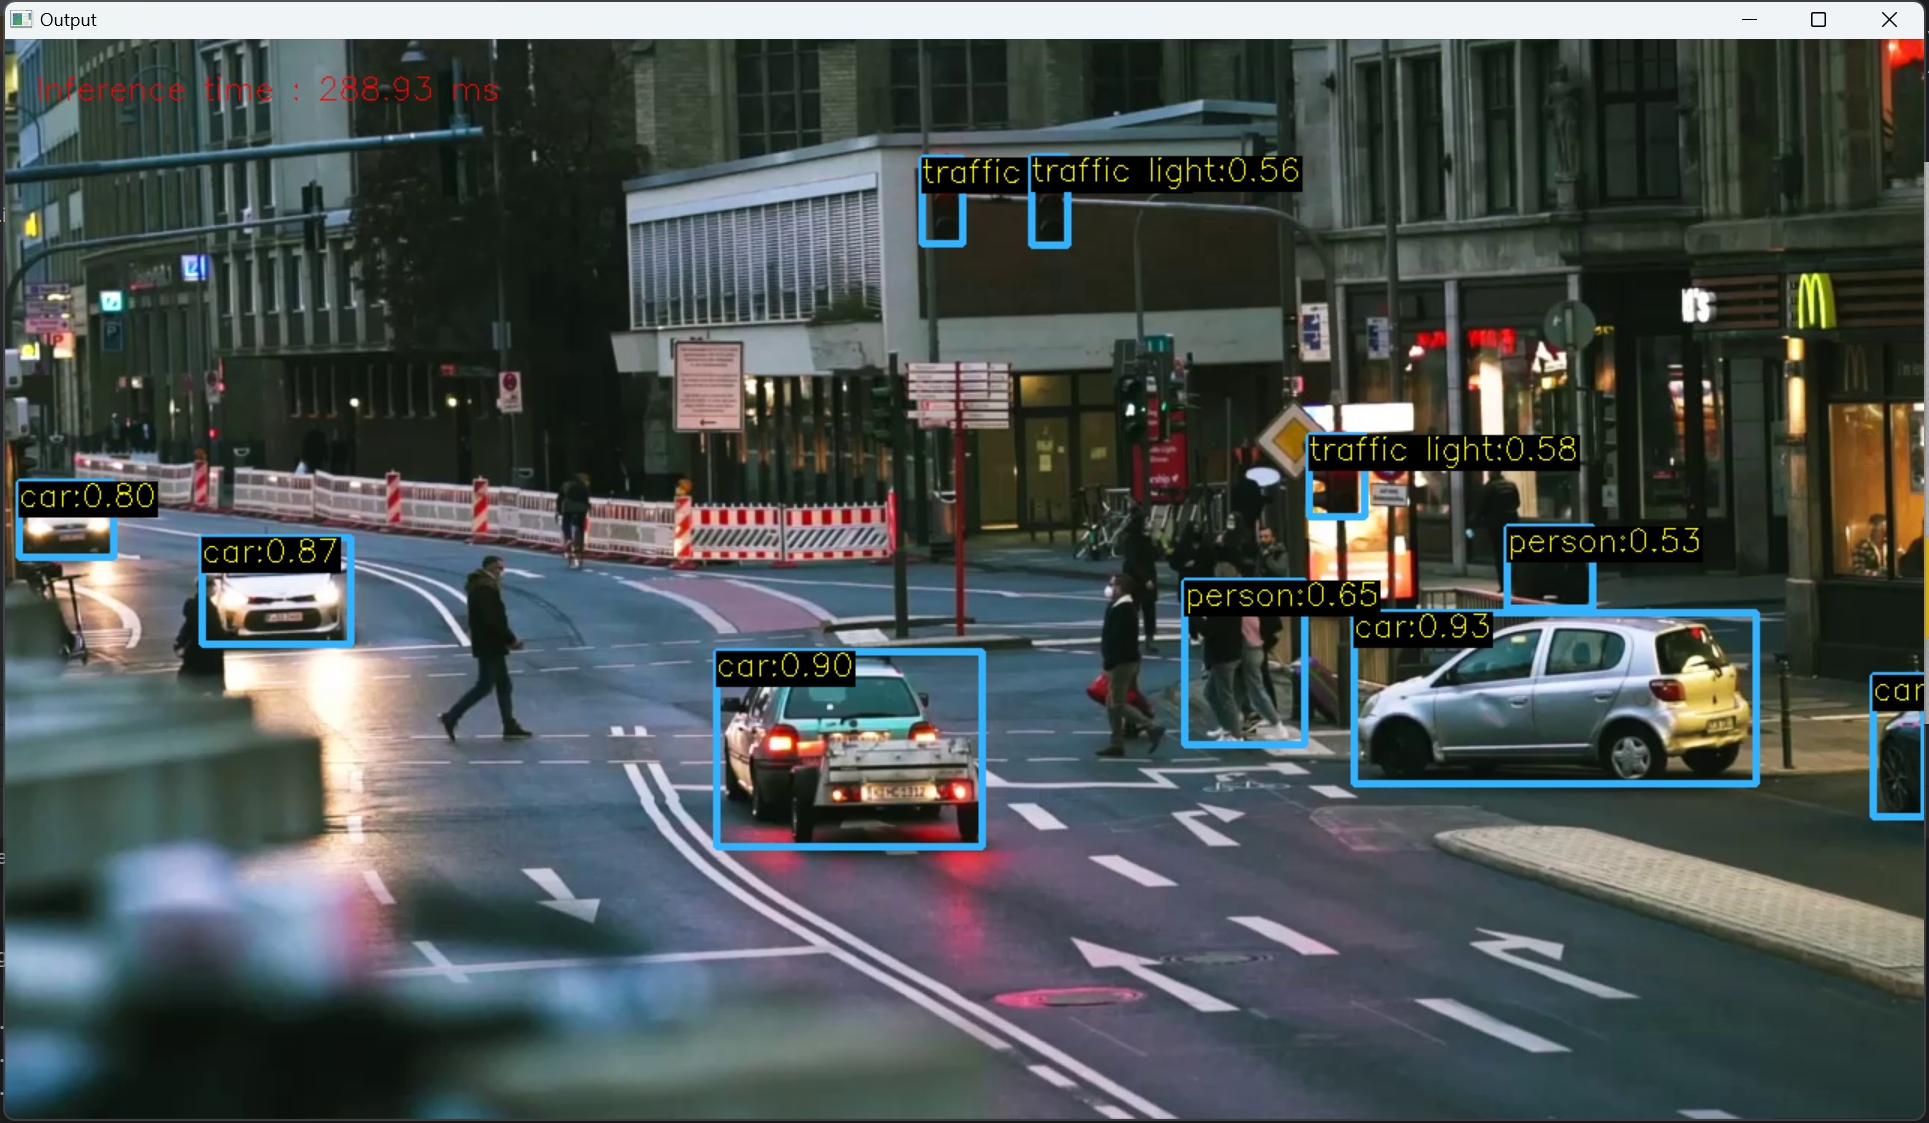 Output
Inference time : 288.93 ms
traffic
traffic light:0.56
traffic light:0.58
car:0.80
person:0.53
car:0.87
person:0.65
car:0.93
car:0.90
car